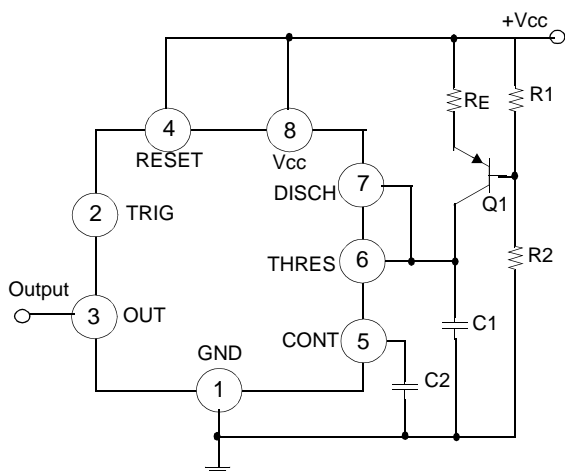 +Vcc
RE
R1
4
RESET
8
Vcc
7
DISCH
Q1
2
TRIG
6
THRES
R2
Output
3
OUT
5
CONT
C1
GND
1
C2